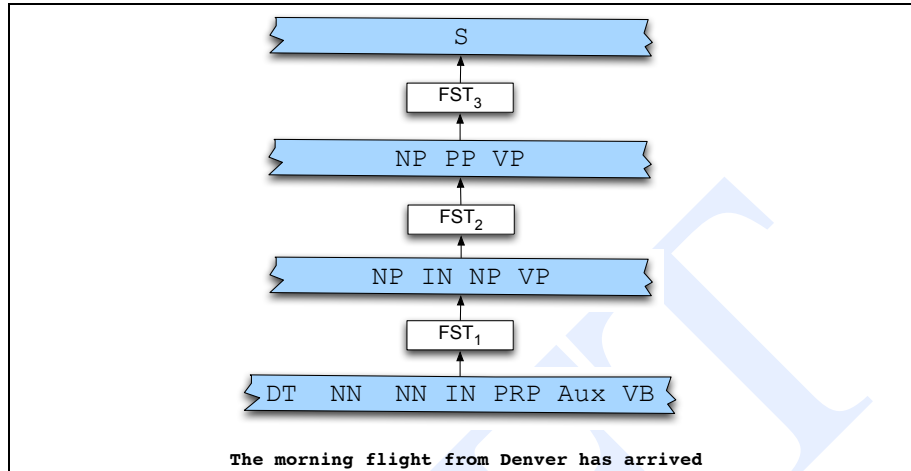 S
FST3
NP PP VP
FST2
NP IN NP VP
FST1
DT NN NN IN PRP Aux VB
The morning flight from Denver has arrived